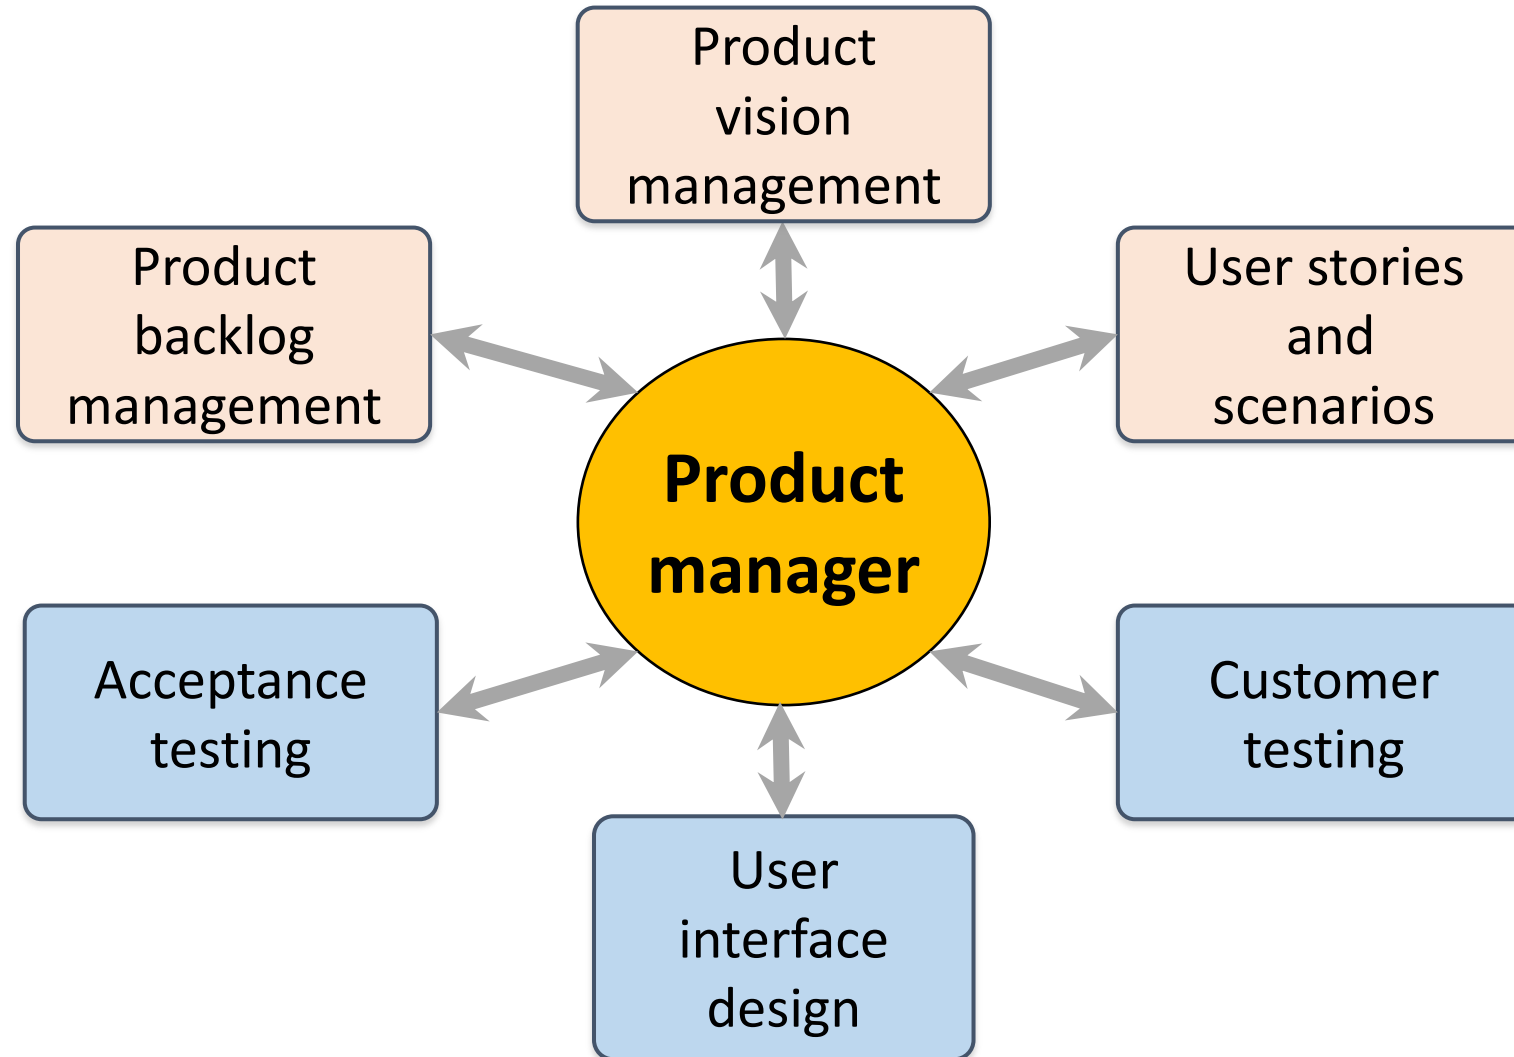 Product
vision
management
Product
backlog
management
User stories
and
scenarios
Product
manager
Acceptance
testing
Customer
testing
User
interface
design